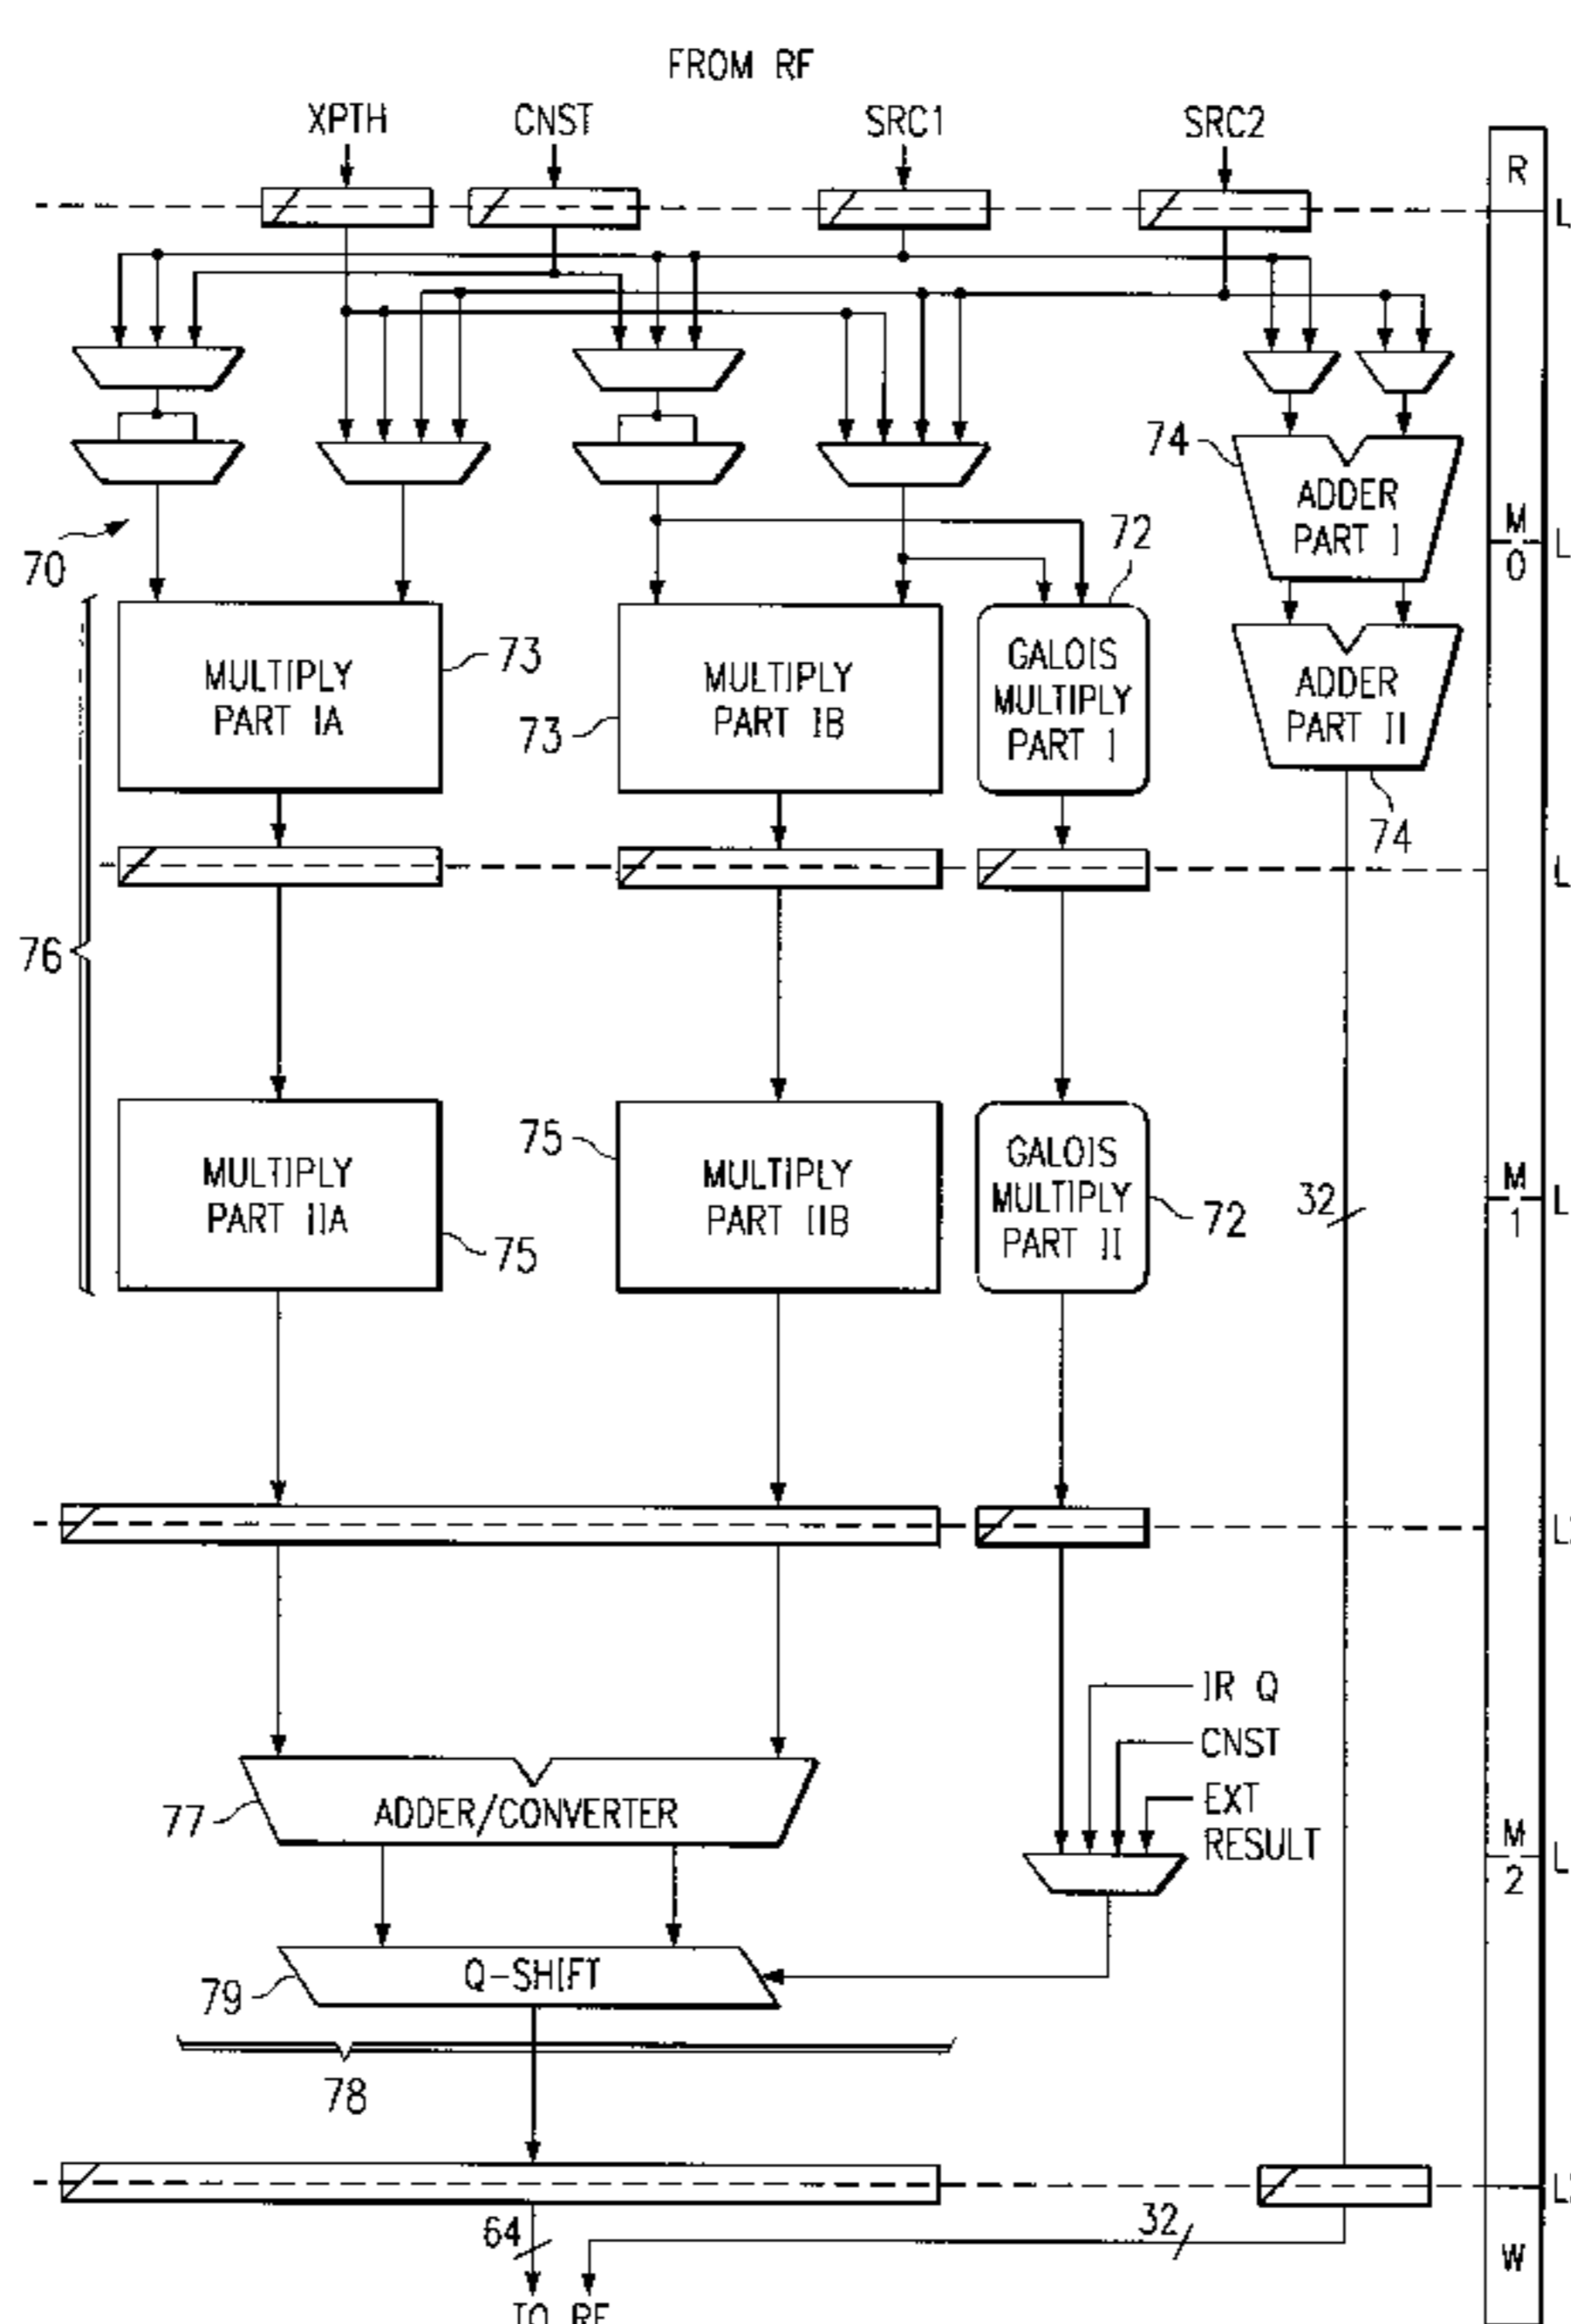 FROM RF
XPTH
CNST
SRC1
SRC2
R
L
74
ADDER
PART I
M
0
L
70
72
MULTIPLY
PART IA
73
73
MULTIPLY
PART IB
GALOIS
MULTIPLY
PART I
ADDER
PART II
74
L
76
MULTIPLY
PART IIA
75
75
MULTIPLY
PART IIB
GALOIS
MULTIPLY
PART II
72
32
M
1
L
L
IR Q
CNST
EXT
RESULT
77
ADDER/CONVERTER
M
2
L
79
Q-SHIFT
78
L
64
32
W
TO RF